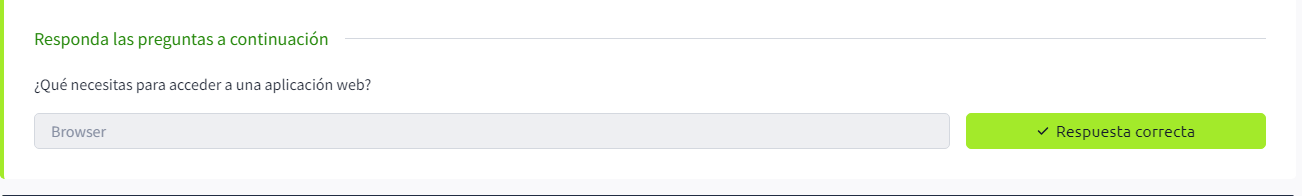 Responda las preguntas a continuación
¿Qué necesitas para acceder a una aplicación web?
Browser
✓ Respuesta correcta